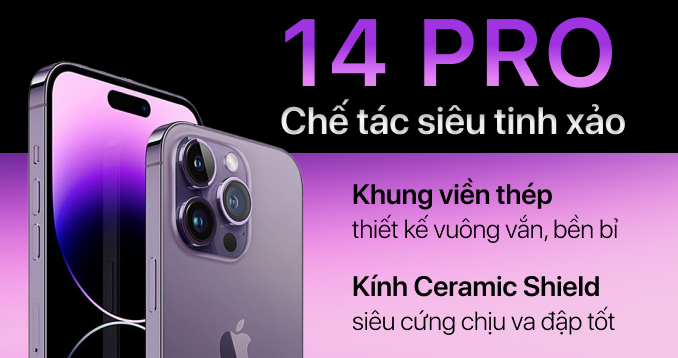 14 PRO
Chế tác siêu tinh xảo
Khung viền thép
thiết kế vuông vắn, bền bỉ
Kính Ceramic Shield
siêu cứng chịu va đập tốt